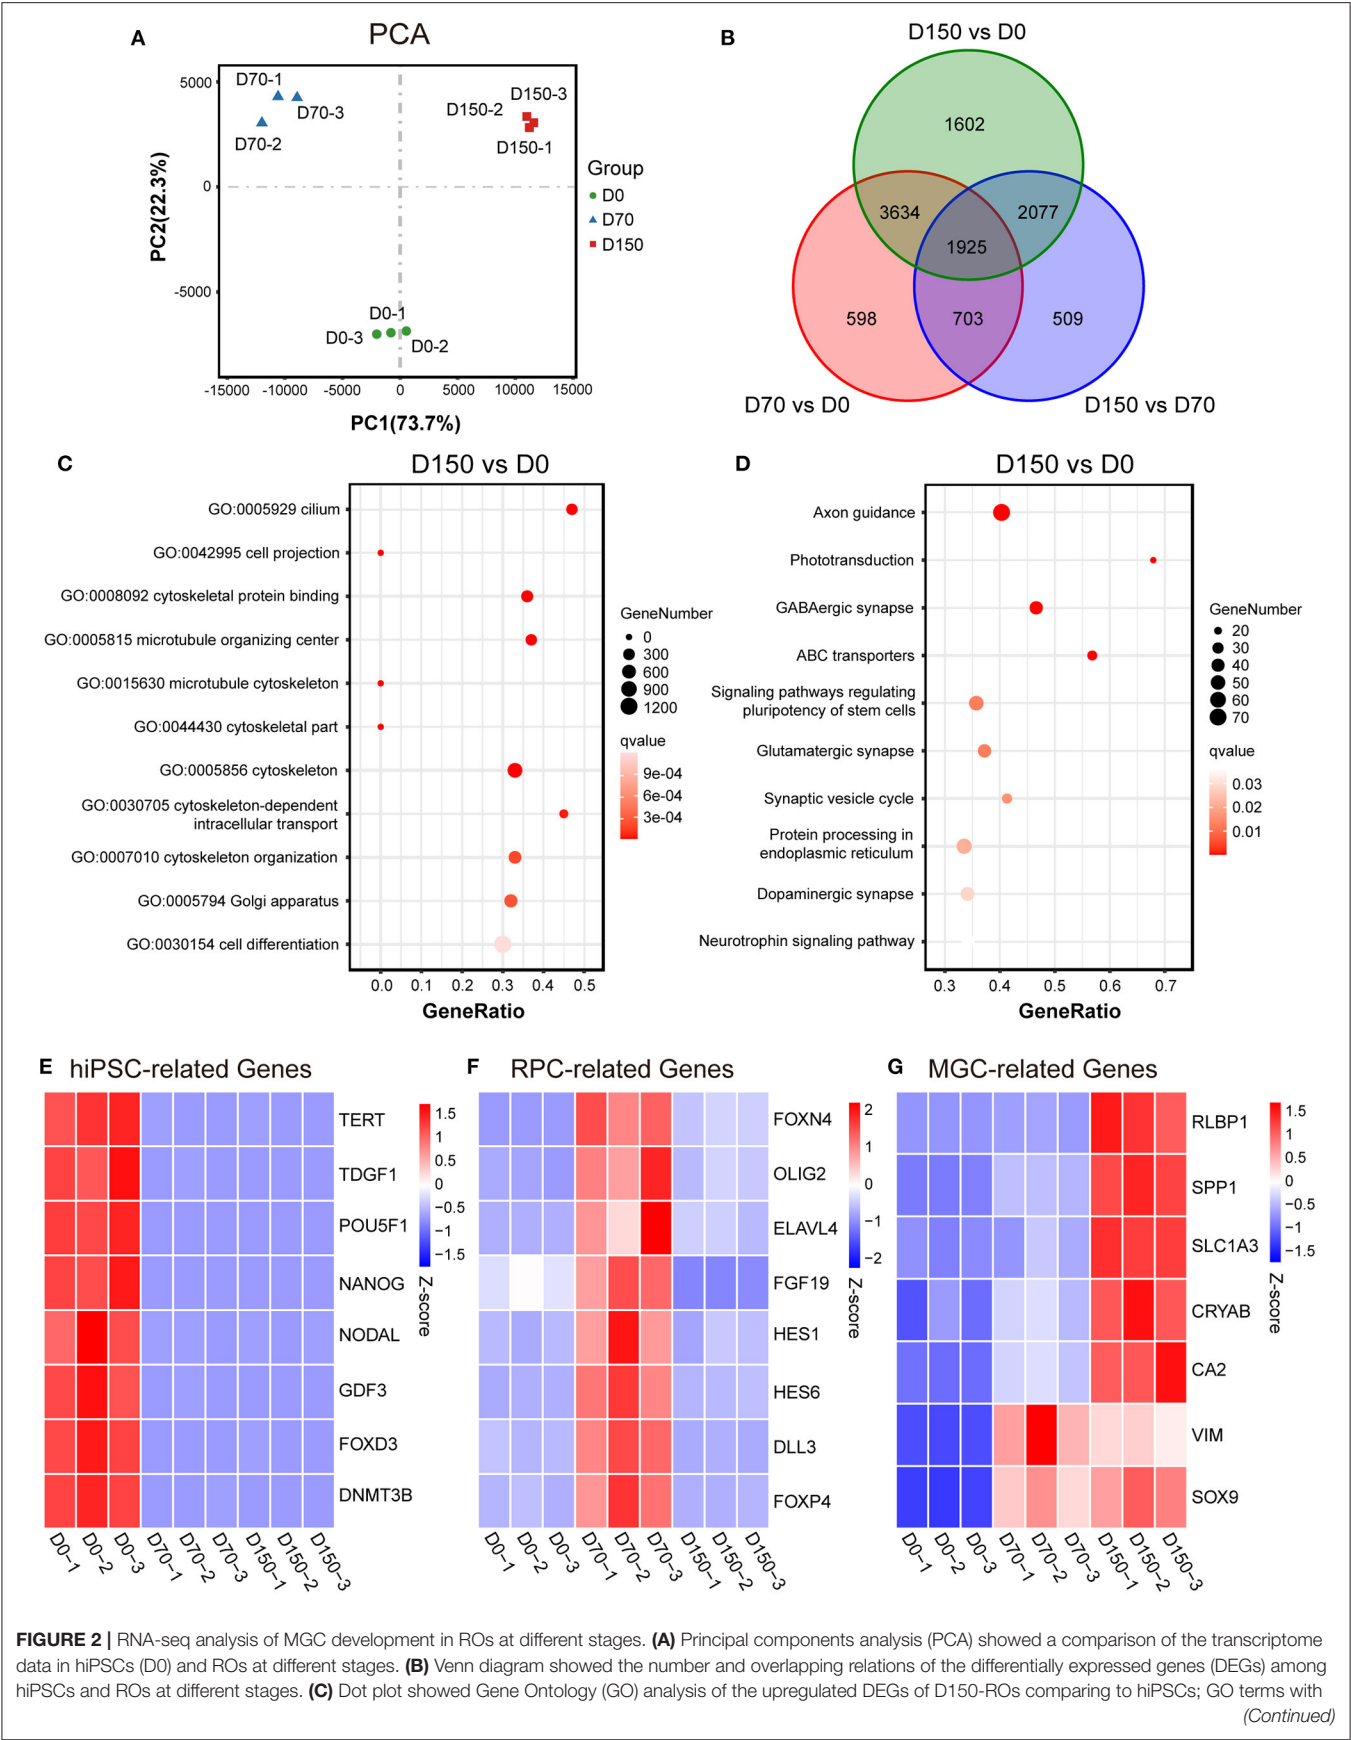 A
PCA
D70-1
D70-3
D70-2
D150-3
D150-2
D150-1
D0-1
D0-3
D0-2
5000
0
-5000
-15000
-10000
-5000
0
5000
10000
15000
PC2(22.3%)
PC1(73.7%)
Group
D0
D70
D150
B
D150 vs D0
1602
3634
2077
1925
598
703
509
D70 vs D0
D150 vs D70
C
D150 vs D0
GO:0005929 cilium
GO:0042995 cell projection
GO:0008092 cytoskeletal protein binding
GO:0005815 microtubule organizing center
GO:0015630 microtubule cytoskeleton
GO:0044430 cytoskeletal part
GO:0005856 cytoskeleton
GO:0030705 cytoskeleton-dependent
intracellular transport
GO:0007010 cytoskeleton organization
GO:0005794 Golgi apparatus
GO:0030154 cell differentiation
0.0
0.1
0.2
0.3
0.4
0.5
GeneRatio
GeneNumber
0
300
600
900
1200
qvalue
9e-04
6e-04
3e-04
D
D150 vs D0
Axon guidance
Phototransduction
GABAergic synapse
ABC transporters
Signaling pathways regulating
pluripotency of stem cells
Glutamatergic synapse
Synaptic vesicle cycle
Protein processing in
endoplasmic reticulum
Dopaminergic synapse
Neurotrophin signaling pathway
0.3
0.4
0.5
0.6
0.7
GeneRatio
GeneNumber
20
30
40
50
60
70
qvalue
0.03
0.02
0.01
E
hiPSC-related Genes
TERT
TDGF1
POU5F1
NANOG
NODAL
GDF3
FOXD3
DNMT3B
D0−1
D0−2
D0−3
D70−1
D70−2
D70−3
D150−1
D150−2
D150−3
1.5
1
0.5
0
−0.5
−1
−1.5
Z-score
F
RPC-related Genes
FOXN4
OLIG2
ELAVL4
FGF19
HES1
HES6
DLL3
FOXP4
D0−1
D0−2
D0−3
D70−1
D70−2
D70−3
D150−1
D150−2
D150−3
2
1
0
−1
−2
Z-score
G
MGC-related Genes
RLBP1
SPP1
SLC1A3
CRYAB
CA2
VIM
SOX9
D0−1
D0−2
D0−3
D70−1
D70−2
D70−3
D150−1
D150−2
D150−3
1.5
1
0.5
0
−0.5
−1
−1.5
Z-score
FIGURE 2 | RNA-seq analysis of MGC development in ROs at different stages. (A) Principal components analysis (PCA) showed a comparison of the transcriptome
data in hiPSCs (D0) and ROs at different stages. (B) Venn diagram showed the number and overlapping relations of the differentially expressed genes (DEGs) among
hiPSCs and ROs at different stages. (C) Dot plot showed Gene Ontology (GO) analysis of the upregulated DEGs of D150-ROs comparing to hiPSCs; GO terms with
(Continued)